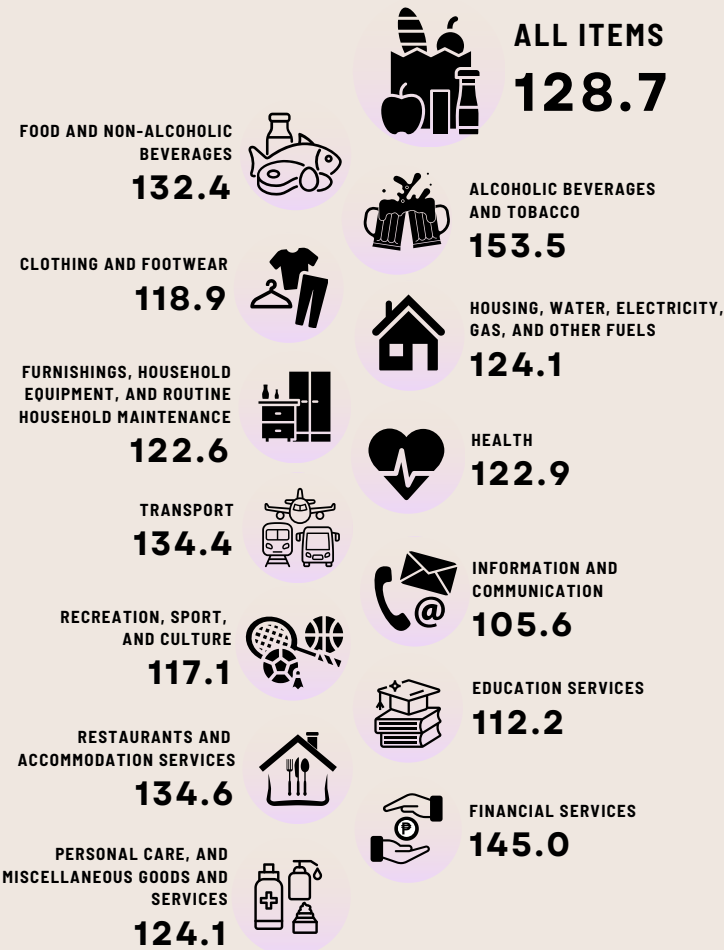 ALL ITEMS
128.7
FOOD AND NON-ALCOHOLIC
BEVERAGES
132.4
ALCOHOLIC BEVERAGES
AND TOBACCO
153.5
CLOTHING AND FOOTWEAR
118.9
HOUSING, WATER, ELECTRICITY,
GAS, AND OTHER FUELS
124.1
FURNISHINGS, HOUSEHOLD
EQUIPMENT, AND ROUTINE
HOUSEHOLD MAINTENANCE
122.6
HEALTH
122.9
TRANSPORT
134.4
INFORMATION AND
COMMUNICATION
@
105.6
RECREATION, SPORT,
AND CULTURE
117.1
EDUCATION SERVICES
112.2
RESTAURANTS AND
ACCOMMODATION SERVICES
134.6
FINANCIAL SERVICES
₱
145.0
PERSONAL CARE, AND
MISCELLANEOUS GOODS AND
SERVICES
124.1